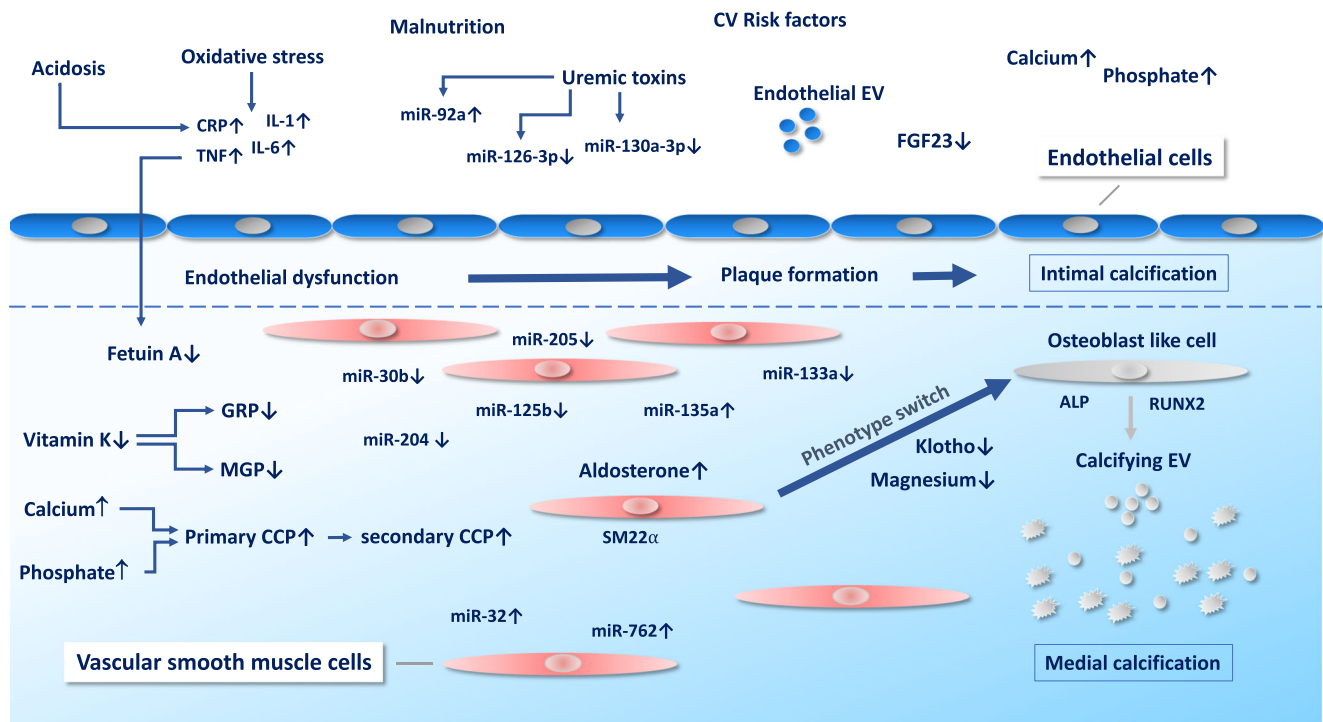 CV Risk factors
Malnutrition
Oxidative stress
Acidosis
Calcium↑
Phosphate↑
Uremic toxins
Endothelial EV
miR-92a↑
CRP↑
IL-1↑
TNF↑
IL-6↑
miR-126-3p↓
miR-130a-3p↓
FGF23↓
Endothelial cells
Endothelial dysfunction
Plaque formation
Intimal calcification
Fetuin A↓
miR-205↓
miR-30b↓
miR-133a↓
Osteoblast like cell
ALP
RUNX2
GRP↓
miR-125b↓
miR-135a↑
Vitamin K↓
miR-204 ↓
Phenotype switch
Klotho↓
MGP↓
Aldosterone↑
Magnesium↓
Calcifying EV
Calcium↑
Primary CCP↑
secondary CCP↑
SM22α
Phosphate↑
miR-32↑
miR-762↑
Vascular smooth muscle cells
Medial calcification